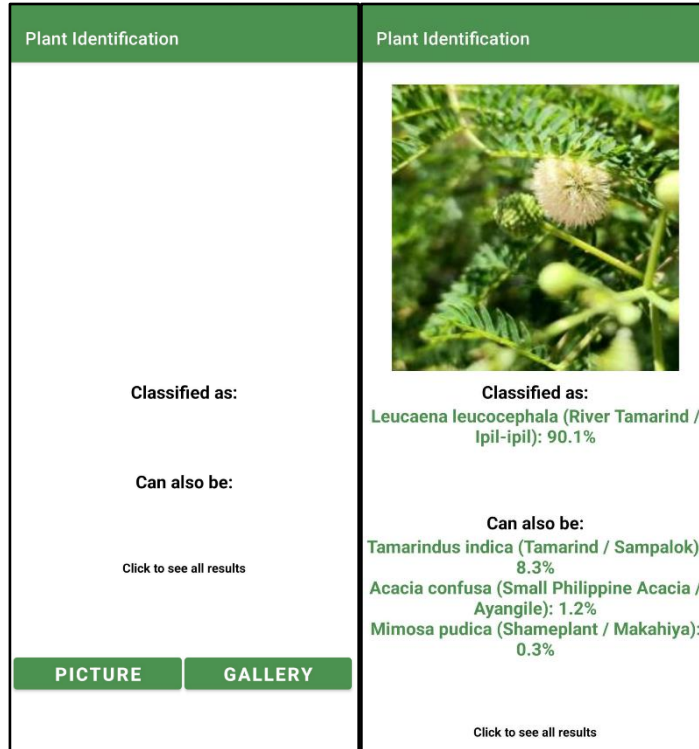 Plant Identification
Classified as:
Can also be:
Click to see all results
PICTURE
GALLERY
Plant Identification
Classified as:
Leucaena leucocephala (River Tamarind /
Ipil-ipil): 90.1%
Can also be:
Tamarindus indica (Tamarind / Sampalok):
8.3%
Acacia confusa (Small Philippine Acacia /
Ayangile): 1.2%
Mimosa pudica (Shameplant / Makahiya):
0.3%
Click to see all results